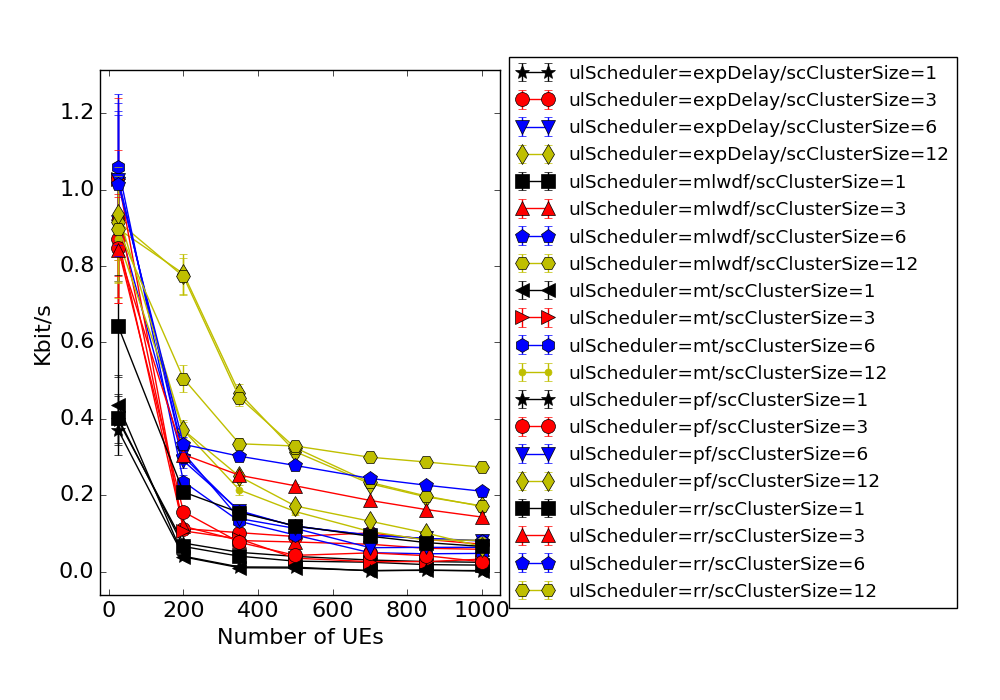 1.2
1.0
0.8
0.6
0.4
0.2
0.0
Kbit/s
0 200 400 600 800 1000
Number of UEs
ulScheduler=expDelay/scClusterSize=1
ulScheduler=expDelay/scClusterSize=3
ulScheduler=expDelay/scClusterSize=6
ulScheduler=expDelay/scClusterSize=12
ulScheduler=mlwdf/scClusterSize=1
ulScheduler=mlwdf/scClusterSize=3
ulScheduler=mlwdf/scClusterSize=6
ulScheduler=mlwdf/scClusterSize=12
ulScheduler=mt/scClusterSize=1
ulScheduler=mt/scClusterSize=3
ulScheduler=mt/scClusterSize=6
ulScheduler=mt/scClusterSize=12
ulScheduler=pf/scClusterSize=1
ulScheduler=pf/scClusterSize=3
ulScheduler=pf/scClusterSize=6
ulScheduler=pf/scClusterSize=12
ulScheduler=rr/scClusterSize=1
ulScheduler=rr/scClusterSize=3
ulScheduler=rr/scClusterSize=6
ulScheduler=rr/scClusterSize=12